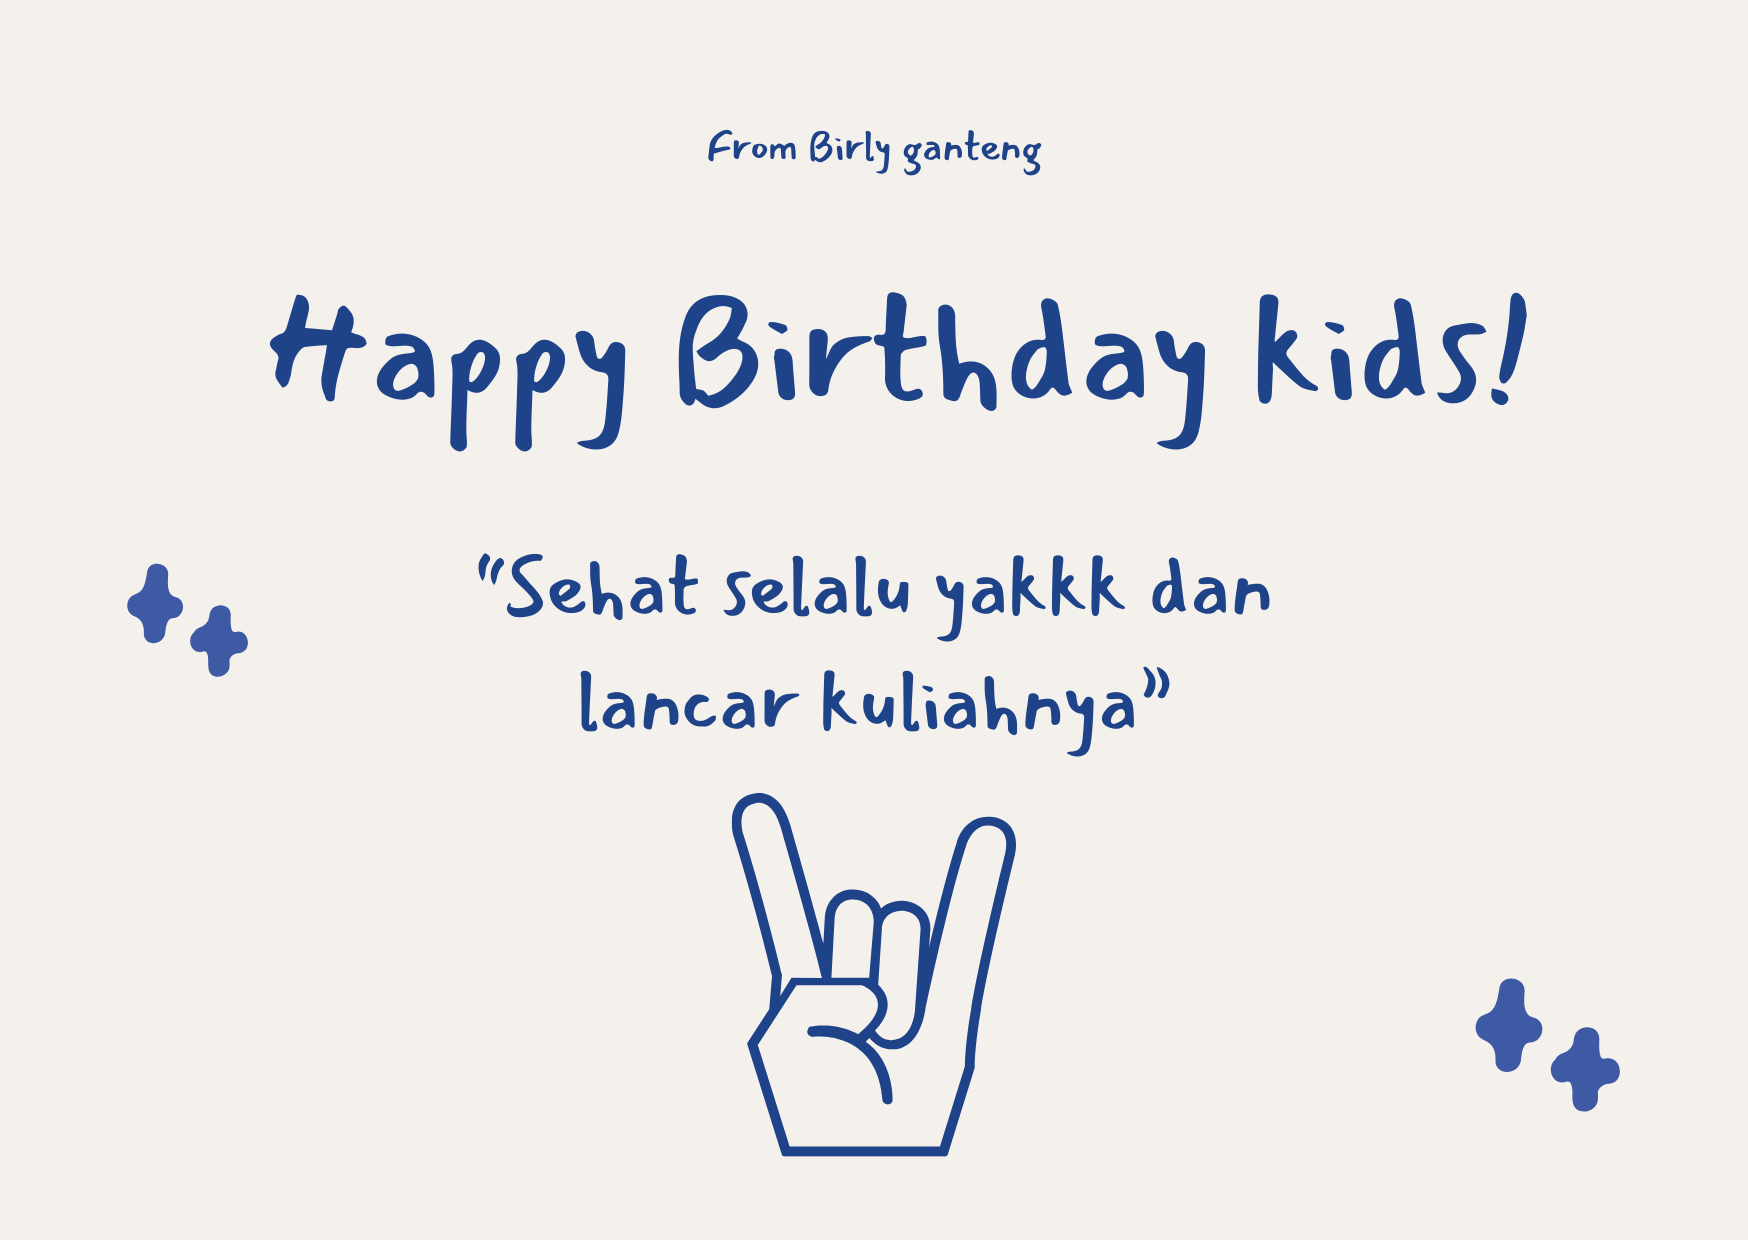 From Birly ganteng
Happy Birthday kids!
“Sehat selalu yakkk dan
lancar kuliahnya”